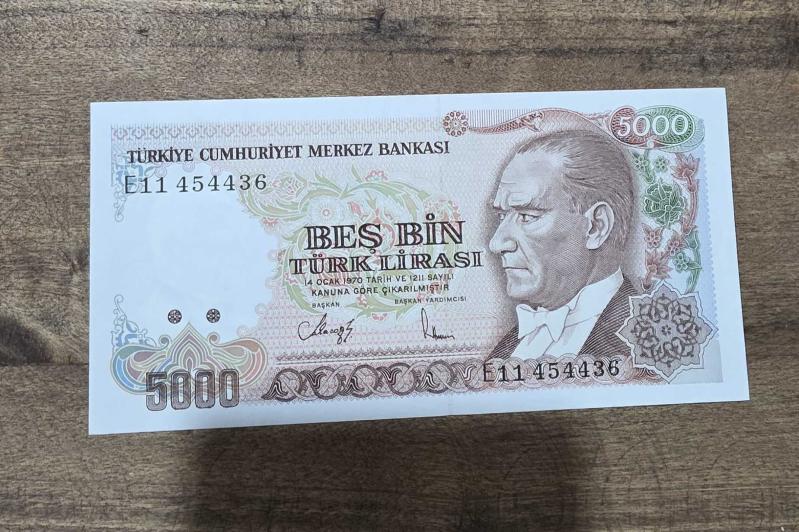 5000
TÜRKİYE CUMHURİYET MERKEZ BANKASI
E11 454436
BEŞ BİN
TÜRK LİRASI
14 OCAK 1970 TARİH VE 1211 SAYILI
KANUNA GÖRE ÇIKARILMIŞTIR
BAŞKAN BAŞKAN YARDIMCISI
E11 454436
5000